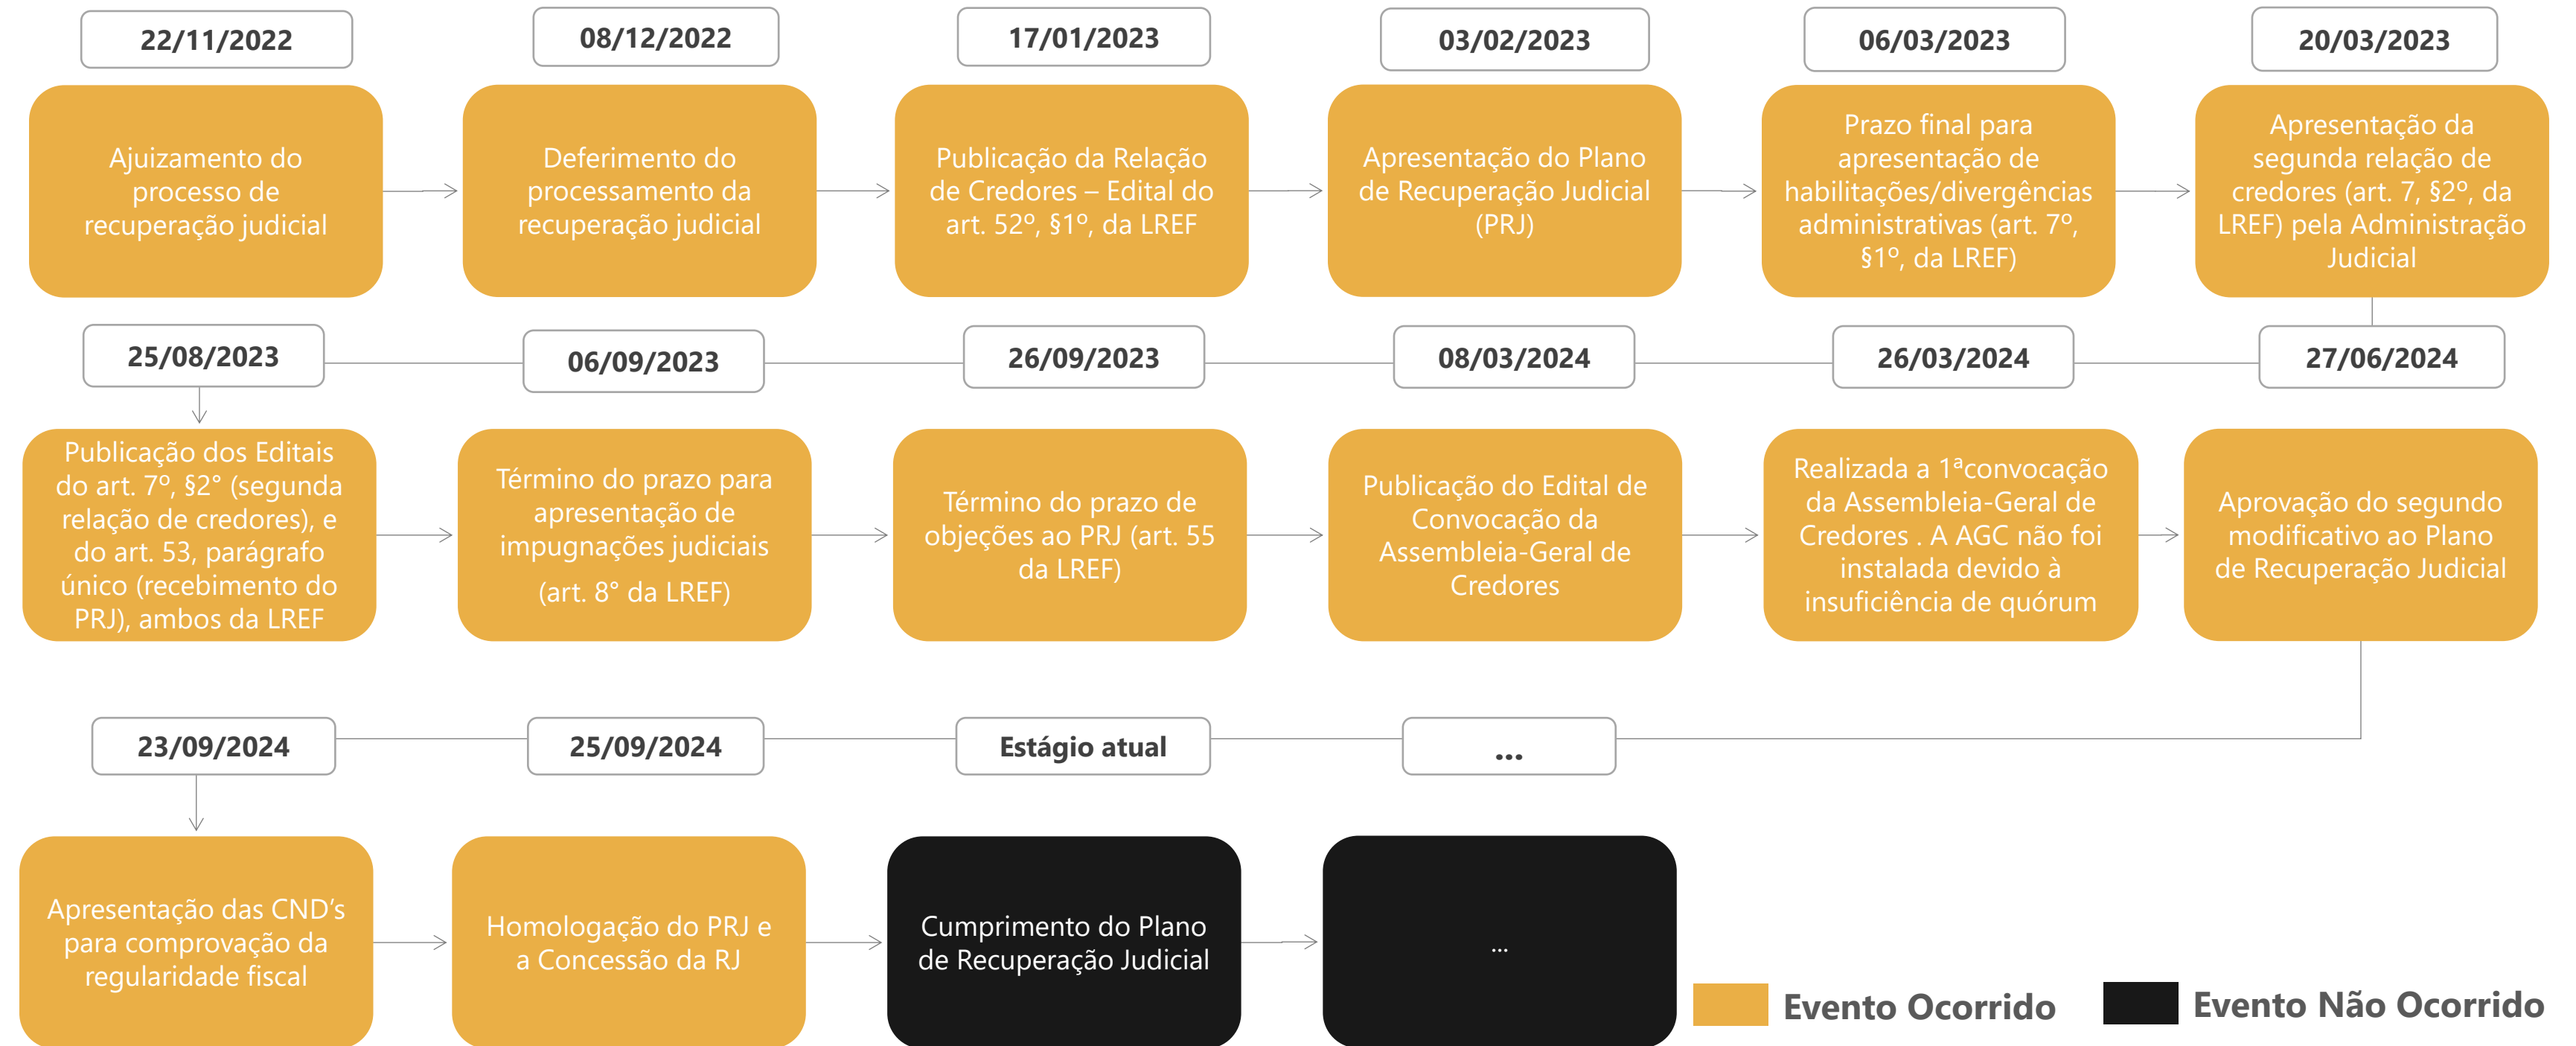 22/11/2022
08/12/2022
17/01/2023
03/02/2023
06/03/2023
20/03/2023
Ajuizamento do
processo de
recuperação judicial
Deferimento do
processamento da
recuperação judicial
Publicação da Relação
de Credores – Edital do
art. 52º, §1º, da LREF
Apresentação do Plano
de Recuperação Judicial
(PRJ)
Prazo final para
apresentação de
habilitações/divergências
administrativas (art. 7º,
§1º, da LREF)
Apresentação da
segunda relação de
credores (art. 7, §2º, da
LREF) pela Administração
Judicial
25/08/2023
06/09/2023
26/09/2023
08/03/2024
26/03/2024
27/06/2024
Publicação dos Editais
do art. 7º, §2° (segunda
relação de credores), e
do art. 53, parágrafo
único (recebimento do
PRJ), ambos da LREF
Término do prazo para
apresentação de
impugnações judiciais
(art. 8° da LREF)
Término do prazo de
objeções ao PRJ (art. 55
da LREF)
Publicação do Edital de
Convocação da
Assembleia-Geral de
Credores
Realizada a 1ªconvocação
da Assembleia-Geral de
Credores . A AGC não foi
instalada devido à
insuficiência de quórum
Aprovação do segundo
modificativo ao Plano
de Recuperação Judicial
23/09/2024
25/09/2024
Estágio atual
...
Apresentação das CND’s
para comprovação da
regularidade fiscal
Homologação do PRJ e
a Concessão da RJ
Cumprimento do Plano
de Recuperação Judicial
...
Evento Ocorrido
Evento Não Ocorrido